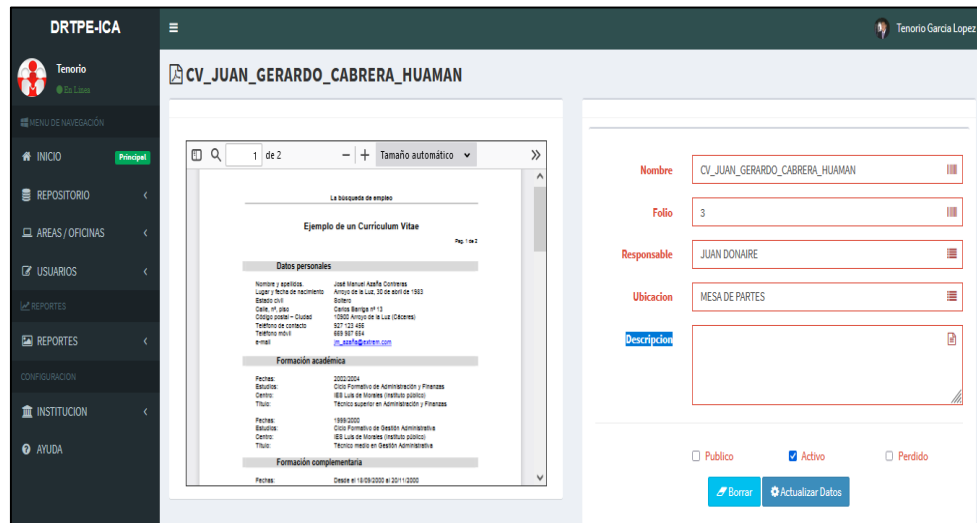 DRTPE-ICA
Tenorio Garcia Lopez
Tenorio
En Linea
MENU DE NAVEGACIÓN
INICIO Principal
REPOSITORIO
AREAS / OFICINAS
USUARIOS
REPORTES
REPORTES
CONFIGURACION
INSTITUCION
AYUDA
CV_JUAN_GERARDO_CABRERA_HUAMAN
1 de 2 Tamaño automático
La búsqueda de empleo
Ejemplo de un Curriculum Vitae
Pag. 1 de 2
Datos personales
Nombre y apellidos. José Manuel Azaña Contreras
Lugar y fecha de nacimiento Arroyo de la Luz, 30 de abril de 1983
Estado civil Soltero
Calle, nº, piso Carlos Barriga nº 13
Código postal – Ciudad 10900 Arroyo de la Luz (Cáceres)
Teléfono de contacto 927 123 456
Teléfono móvil
e-mail
Formación académica
Fechas: 2002/2004
Estudios: Ciclo Formativo de Administración y Finanzas
Centro: IES Luis de Morales (Instituto público)
Título: Técnico superior en Administración y Finanzas
Fechas: 1999/2000
Estudios: Ciclo Formativo de Gestión Administrativa
Centro: IES Luis de Morales (Instituto público)
Título: Técnico medio en Gestión Administrativa
Formación complementaria
Fechas: Desde el 18/09/2000 al 20/11/2000
Nombre CV_JUAN_GERARDO_CABRERA_HUAMAN
Folio 3
Responsable JUAN DONAIRE
Ubicacion MESA DE PARTES
Descripcion
Publico Activo Perdido
Borrar Actualizar Datos